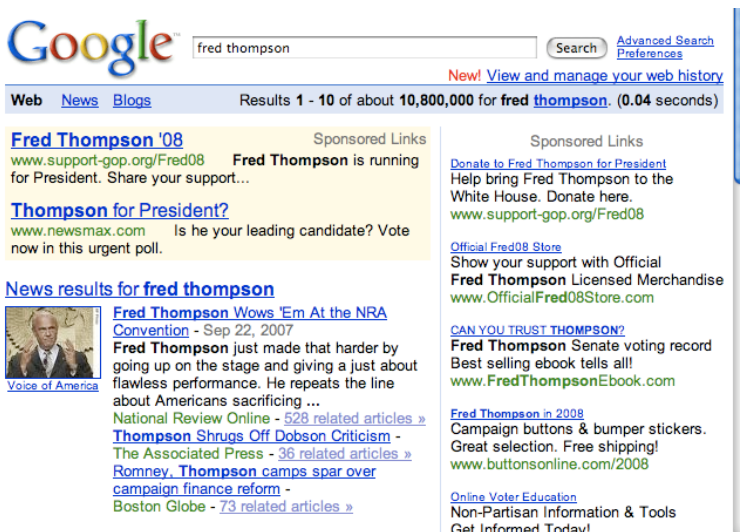 Google™
fred thompson
Search
Advanced Search
Preferences
New! View and manage your web history
Web News Blogs
Results 1 - 10 of about 10,800,000 for fred thompson. (0.04 seconds)
Fred Thompson '08
Sponsored Links
www.support-gop.org/Fred08 Fred Thompson is running
for President. Share your support...
Thompson for President?
www.newsmax.com Is he your leading candidate? Vote
now in this urgent poll.
News results for fred thompson
Voice of America
Fred Thompson Wows 'Em At the NRA
Convention - Sep 22, 2007
Fred Thompson just made that harder by
going up on the stage and giving a just about
flawless performance. He repeats the line
about Americans sacrificing ...
National Review Online - 528 related articles »
Thompson Shrugs Off Dobson Criticism -
The Associated Press - 36 related articles »
Romney, Thompson camps spar over
campaign finance reform -
Boston Globe - 73 related articles »
Sponsored Links
Donate to Fred Thompson for President
Help bring Fred Thompson to the
White House. Donate here.
www.support-gop.org/Fred08
Official Fred08 Store
Show your support with Official
Fred Thompson Licensed Merchandise
www.OfficialFred08Store.com
CAN YOU TRUST THOMPSON?
Fred Thompson Senate voting record
Best selling ebook tells all!
www.FredThompsonEbook.com
Fred Thompson in 2008
Campaign buttons & bumper stickers.
Great selection. Free shipping!
www.buttonsonline.com/2008
Online Voter Education
Non-Partisan Information & Tools
Get Informed Today!